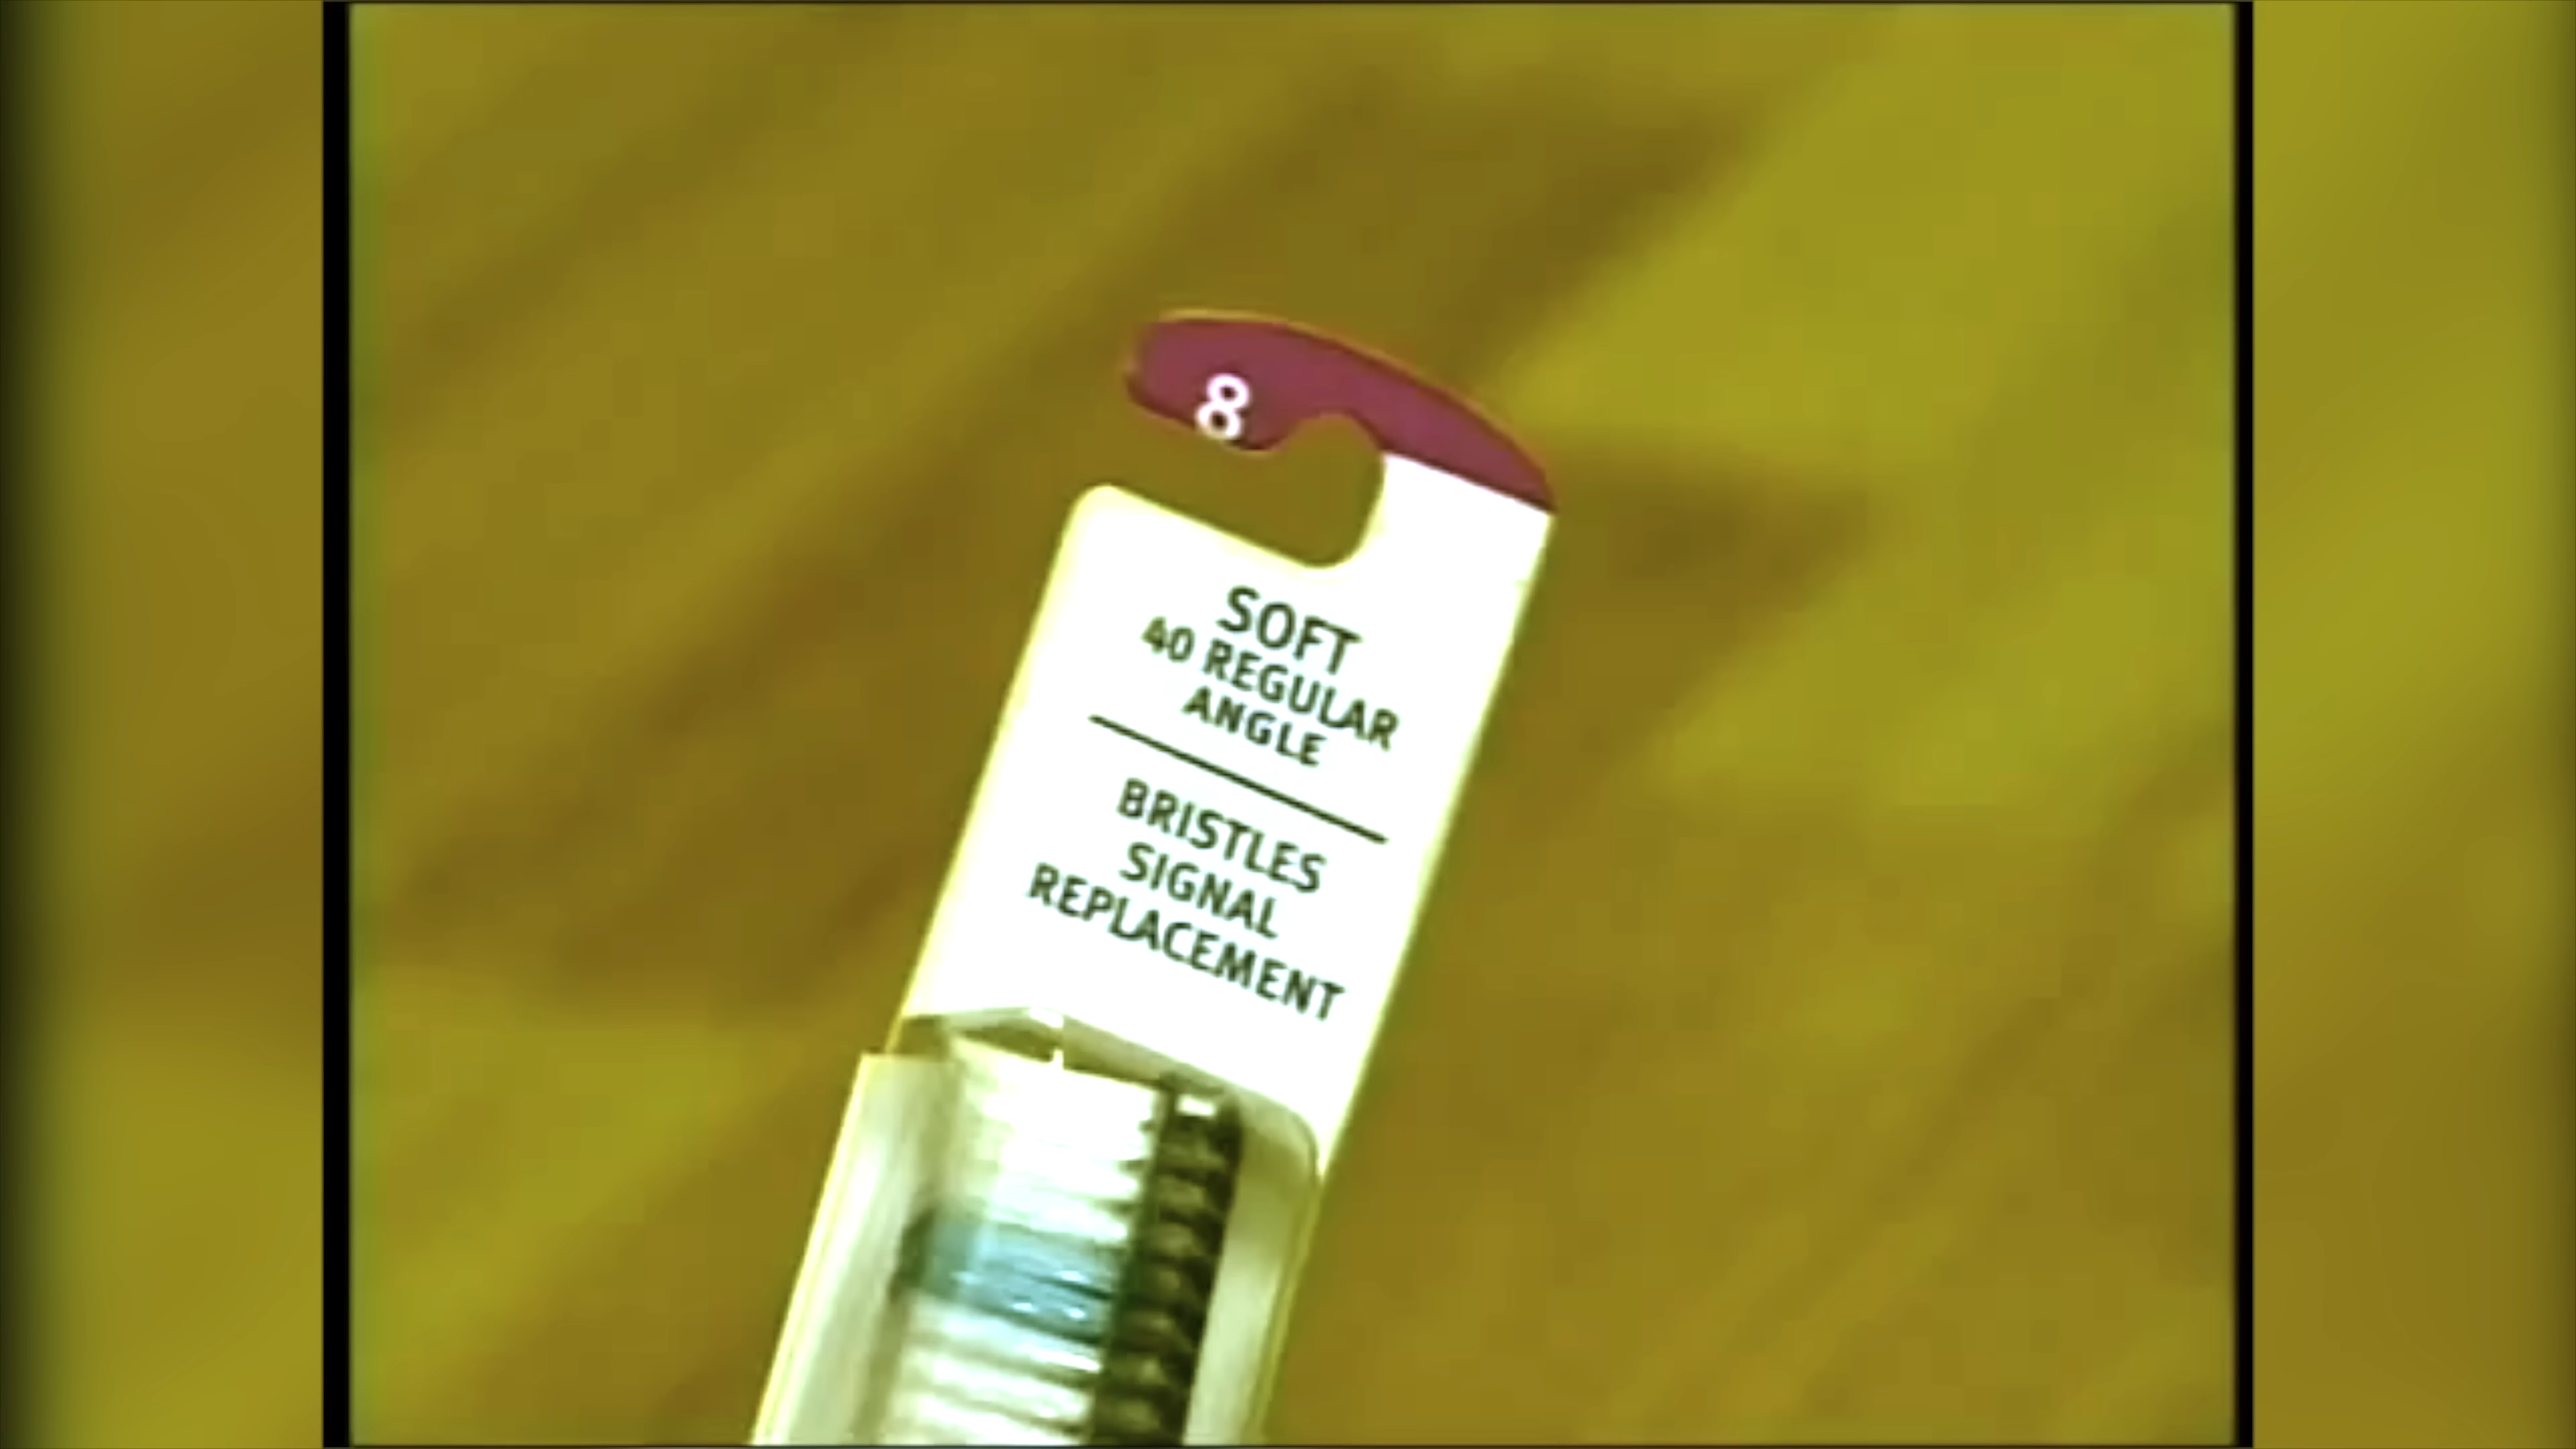 8
SOFT
40 REGULAR
ANGLE
BRISTLES
SIGNAL
REPLACEMENT